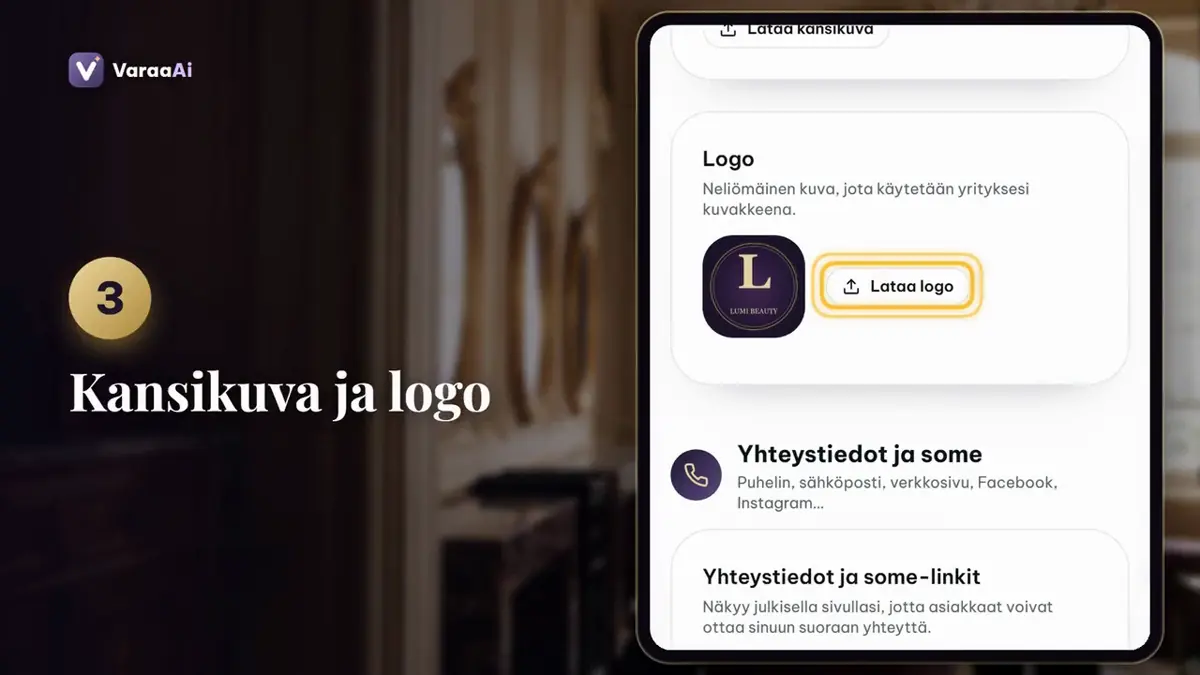 VaraaAi
3
Kansikuva ja logo
Lataa kansikuva
Logo
Neliömäinen kuva, jota käytetään yrityksesi
kuvakkeena.
L
LUMI BEAUTY
Lataa logo
Yhteystiedot ja some
Puhelin, sähköposti, verkkosivu, Facebook,
Instagram...
Yhteystiedot ja some-linkit
Näkyy julkisella sivullasi, jotta asiakkaat voivat
ottaa sinuun suoraan yhteyttä.